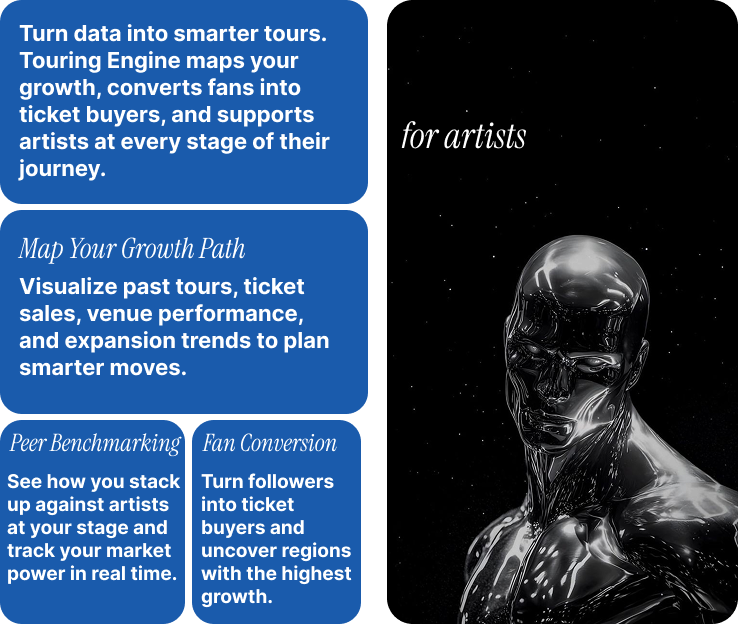 Turn data into smarter tours.
Touring Engine maps your
growth, converts fans into
ticket buyers, and supports
artists at every stage of their
journey.
Map Your Growth Path
Visualize past tours, ticket
sales, venue performance,
and expansion trends to plan
smarter moves.
Peer Benchmarking
See how you stack
up against artists
at your stage and
track your market
power in real time.
Fan Conversion
Turn followers
into ticket
buyers and
uncover regions
with the highest
growth.
for artists